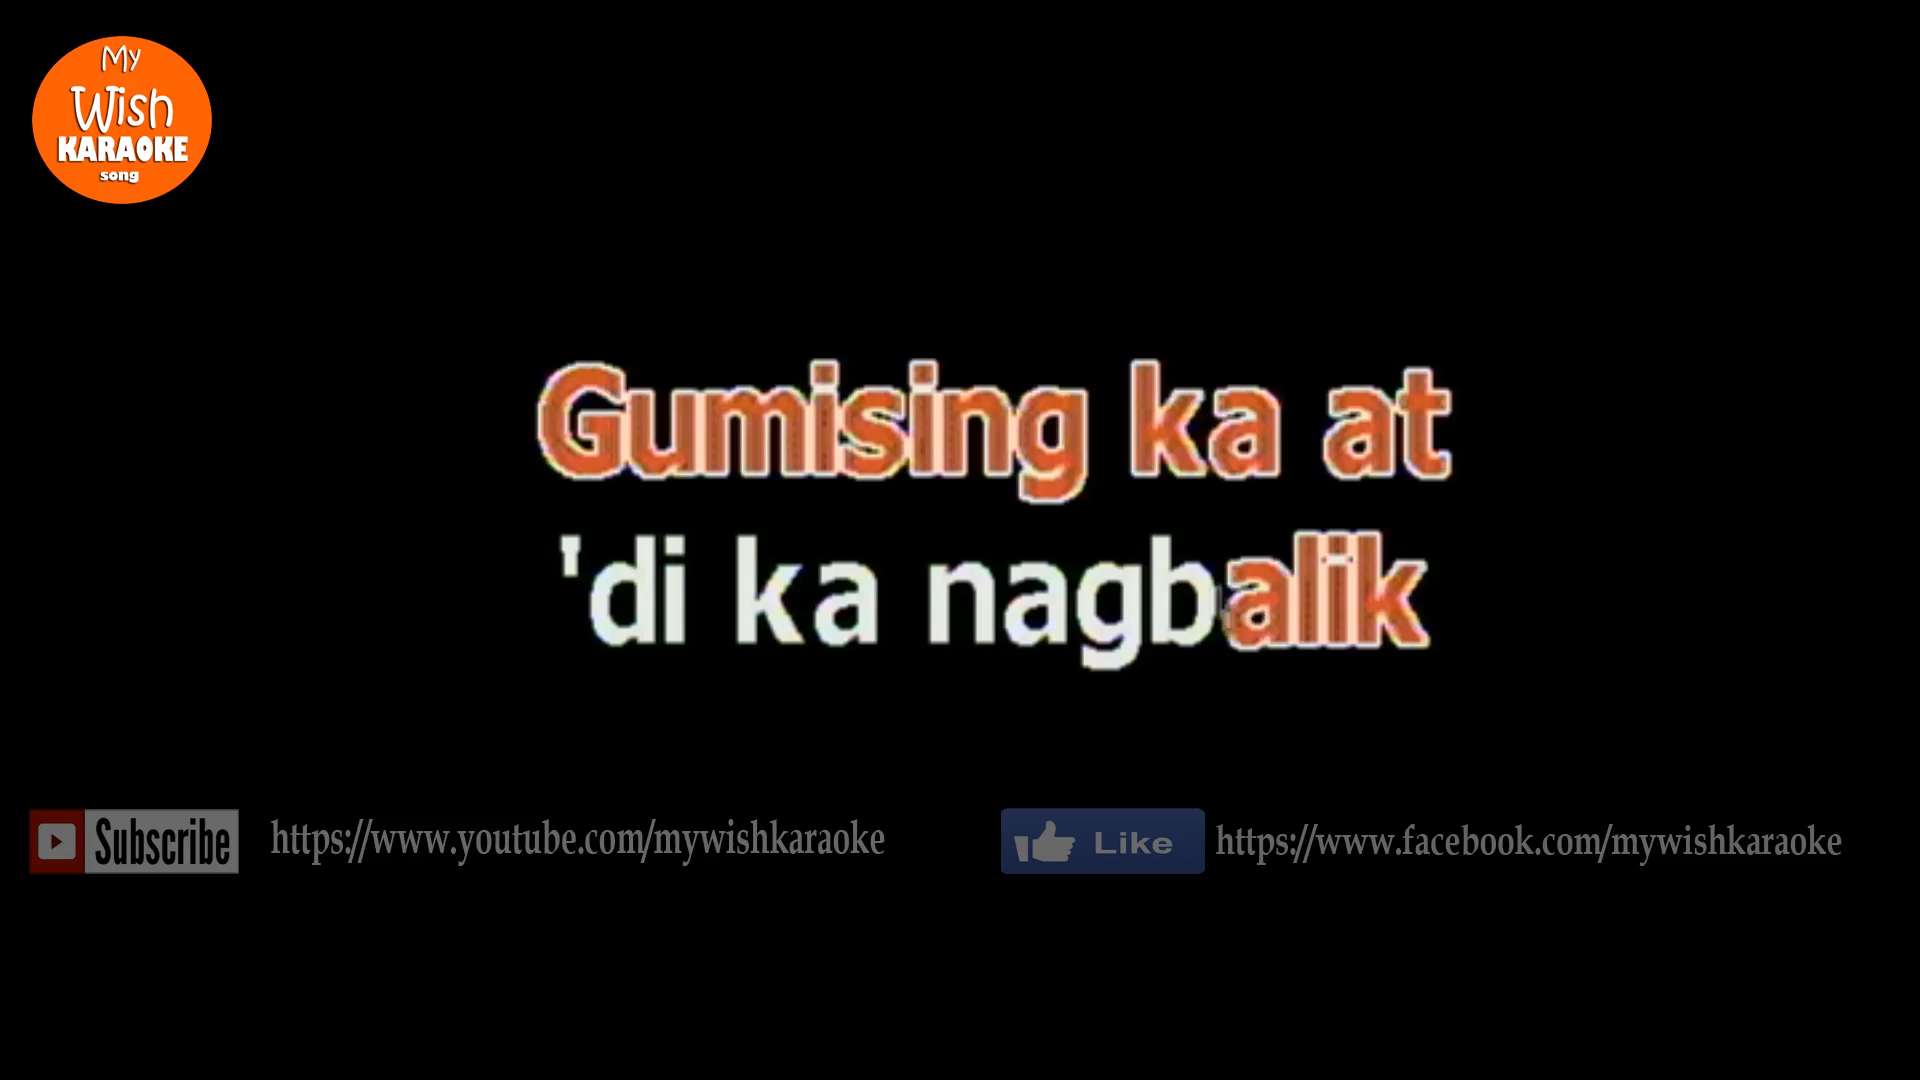 My
Wish
KARAOKE
song
Gumising ka at
'di ka nagbalik
Subscribe https://www.youtube.com/mywishkaraoke
Like https://www.facebook.com/mywishkaraoke